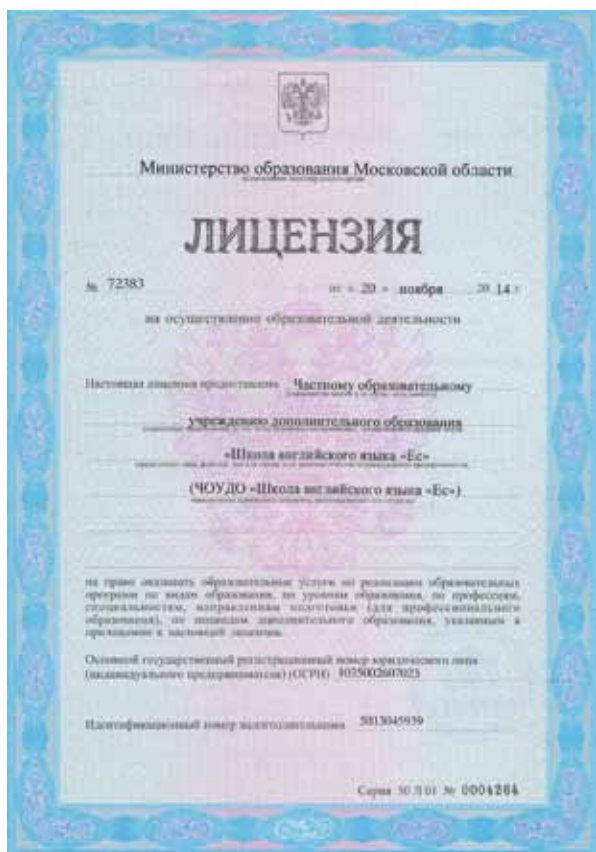 Министерство образования Московской области
ЛИЦЕНЗИЯ
№ 72383 от « 20 » ноября 20 14 г
на осуществление образовательной деятельности
Настоящая лицензия предоставлена Частному образовательному
учреждению дополнительного образования
«Школа английского языка «Ес»
(ЧОУДО «Школа английского языка «Ес»)
на право оказывать образовательные услуги по реализации образовательных
программ по видам образования, по уровням образования, по профессиям,
специальностям, направлениям подготовки (для профессионального
образования), по подвидам дополнительного образования, указанным в
приложении к настоящей лицензии.
Основной государственный регистрационный номер юридического лица
(индивидуального предпринимателя) (ОГРН) 1035002607023
Идентификационный номер налогоплательщика 5013045939
Серия 50 Л 01 № 0004264